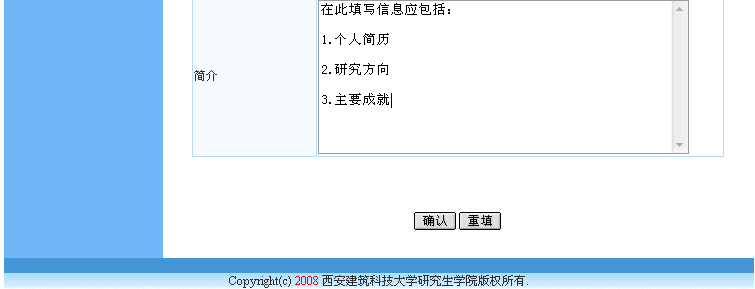 在此填写信息应包括：
1.个人简历
2.研究方向
3.主要成就
简介
确认 重填
Copyright(c) 2008 西安建筑科技大学研究生学院版权所有.